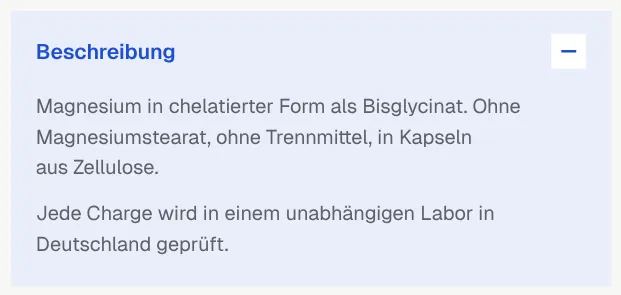 Beschreibung
Magnesium in chelatierter Form als Bisglycinat. Ohne
Magnesiumstearat, ohne Trennmittel, in Kapseln
aus Zellulose.
Jede Charge wird in einem unabhängigen Labor in
Deutschland geprüft.